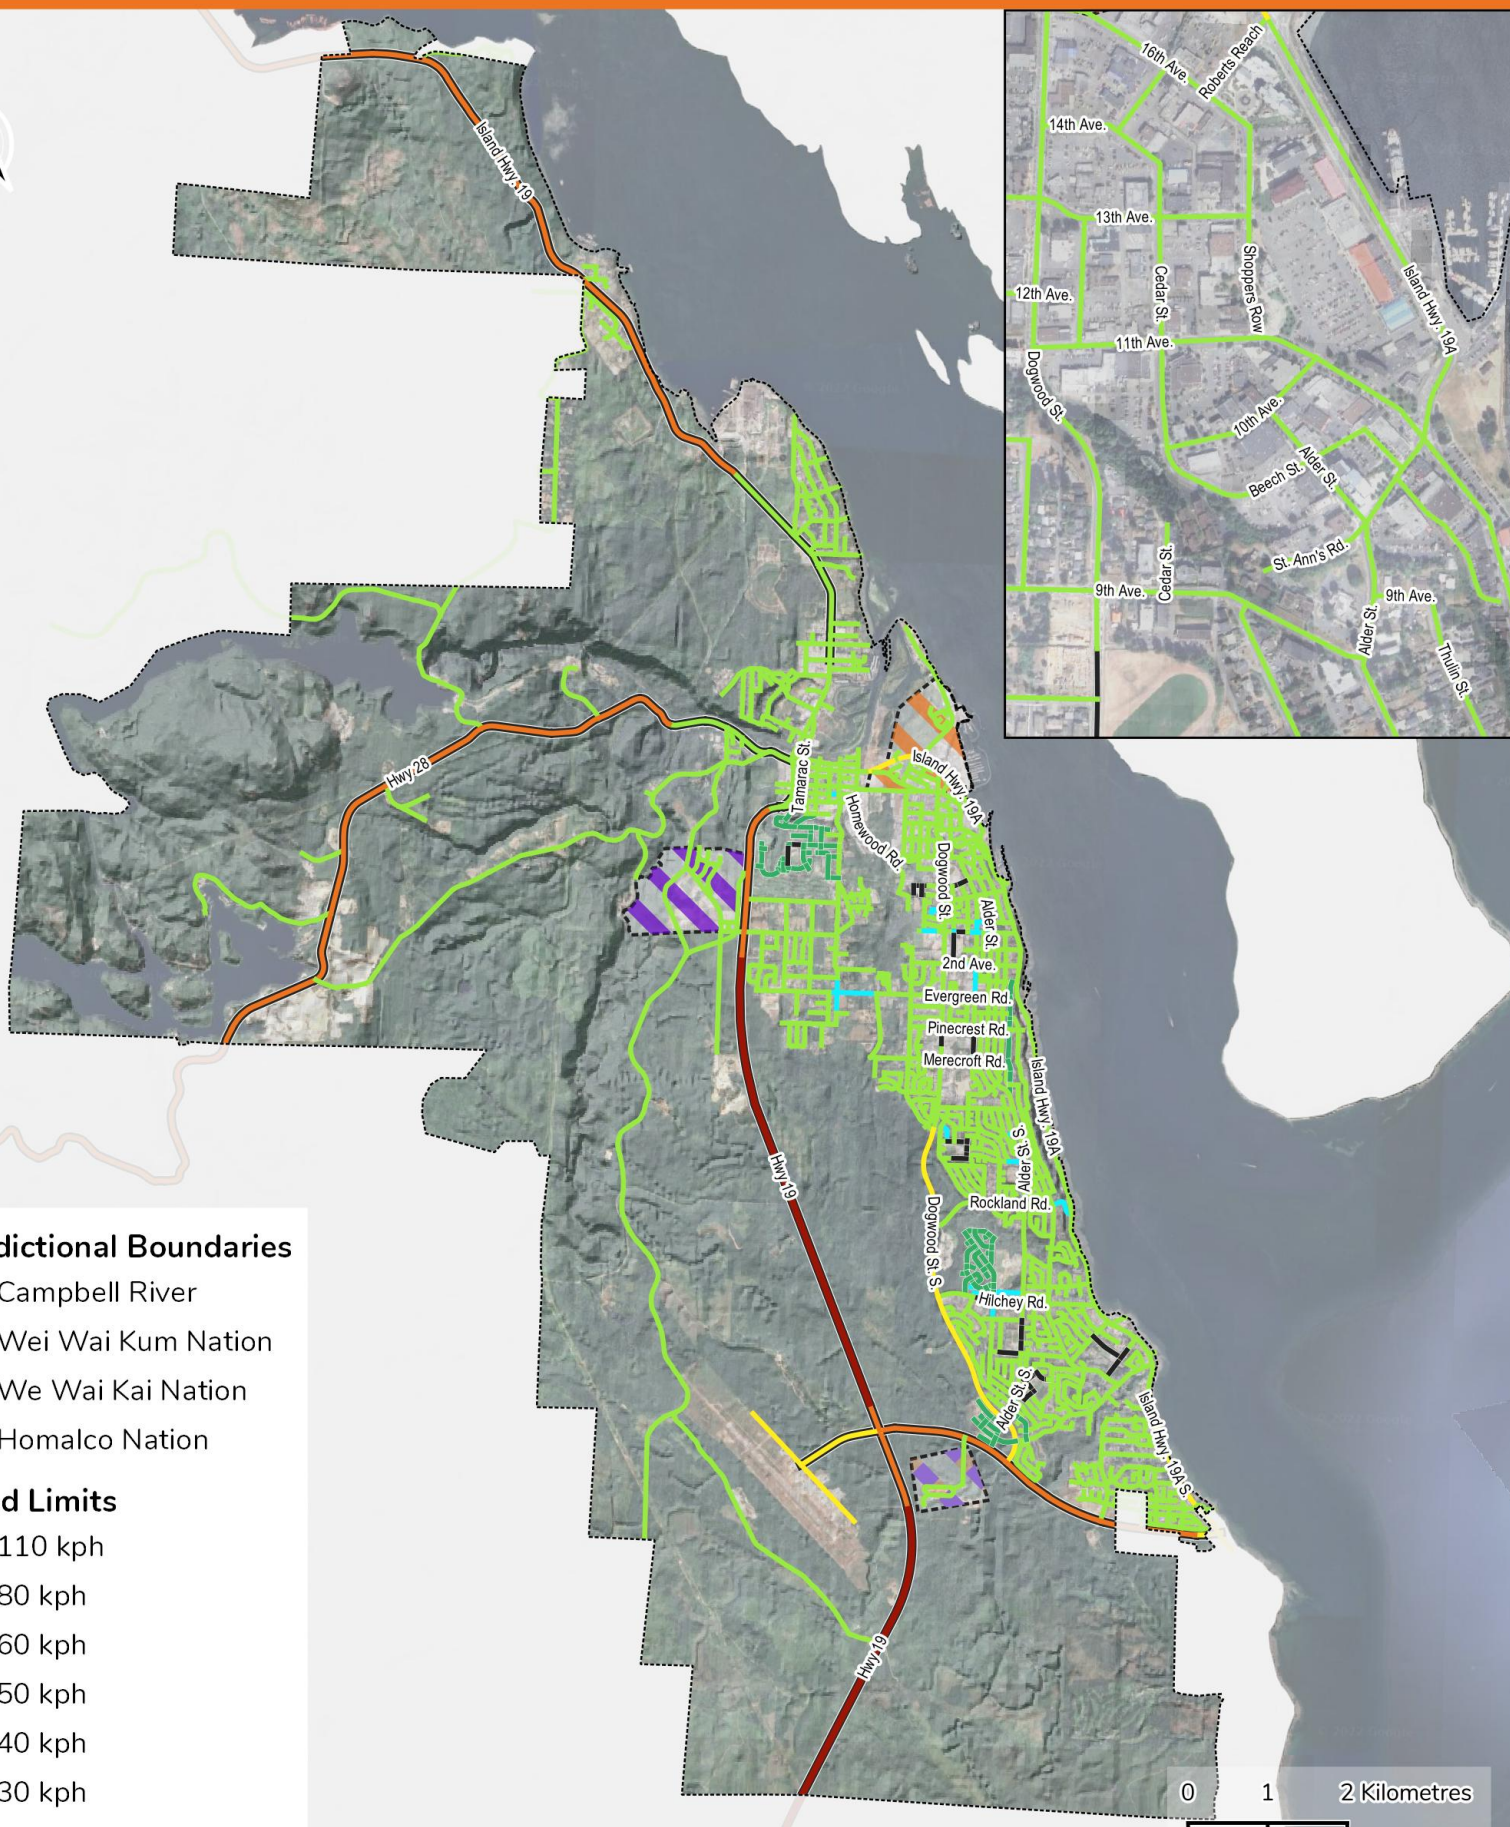 Island Hwy. 19
Hwy 28
Tamarac St.
Homewood Rd.
Island Hwy. 19A
Dogwood St.
Alder St.
2nd Ave.
Evergreen Rd.
Pinecrest Rd.
Merecroft Rd.
Island Hwy. 19A
Alder St. S.
Rockland Rd.
Dogwood St. S.
Hilchey Rd.
Alder St. S.
Island Hwy. 19A S.
Hwy 19
Hwy 19
16th Ave.
Roberts Reach
14th Ave.
13th Ave.
12th Ave.
Cedar St.
Shoppers Row
Island Hwy. 19A
11th Ave.
Dogwood St.
10th Ave.
Alder St.
Beech St.
St. Ann's Rd.
Cedar St.
9th Ave.
9th Ave.
Alder St.
Thulin St.
dictional Boundaries
Campbell River
Wei Wai Kum Nation
We Wai Kai Nation
Homalco Nation
d Limits
110 kph
80 kph
60 kph
50 kph
40 kph
30 kph
0 1 2 Kilometres